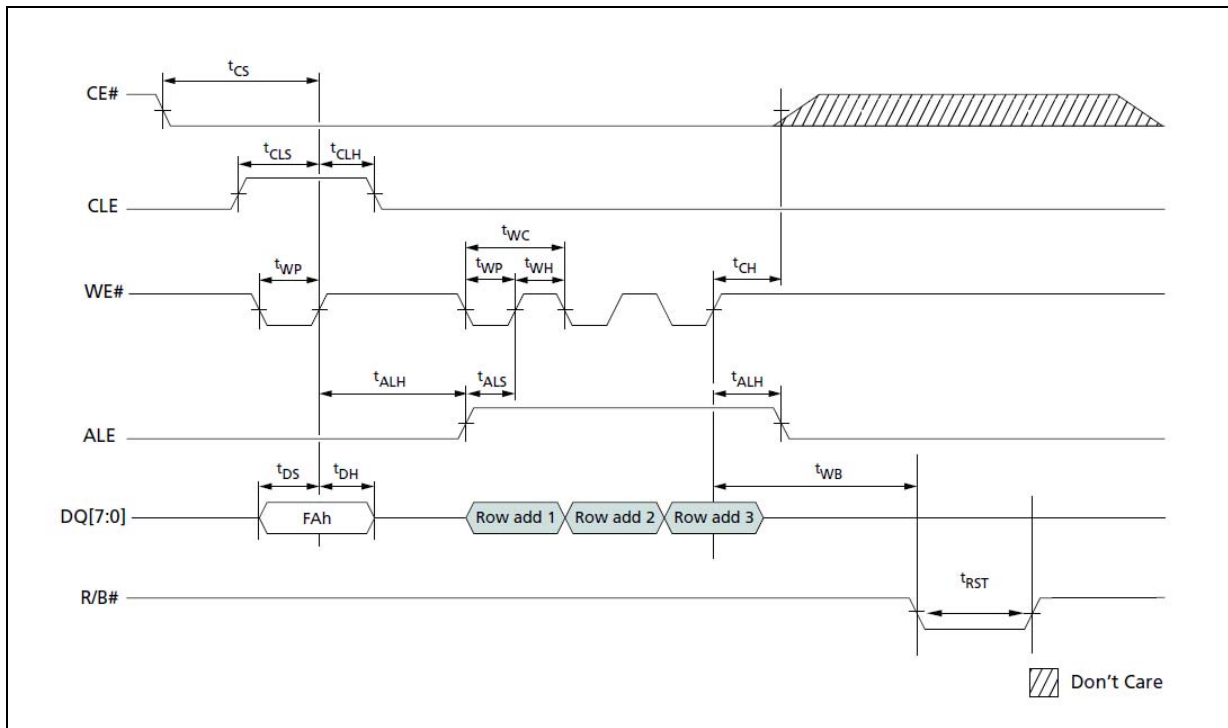 tCS
CE#
tCLS tCLH
CLE
tWC
tWP tWP tWH tCH
WE#
tALH tALS tALH
ALE
tDS tDH tWB
DQ[7:0] FAh Row add 1 Row add 2 Row add 3
tRST
R/B#
Don't Care